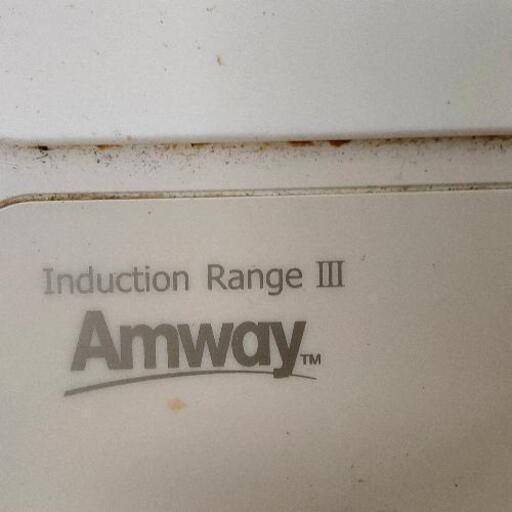 Induction Range Ⅲ
Amway™